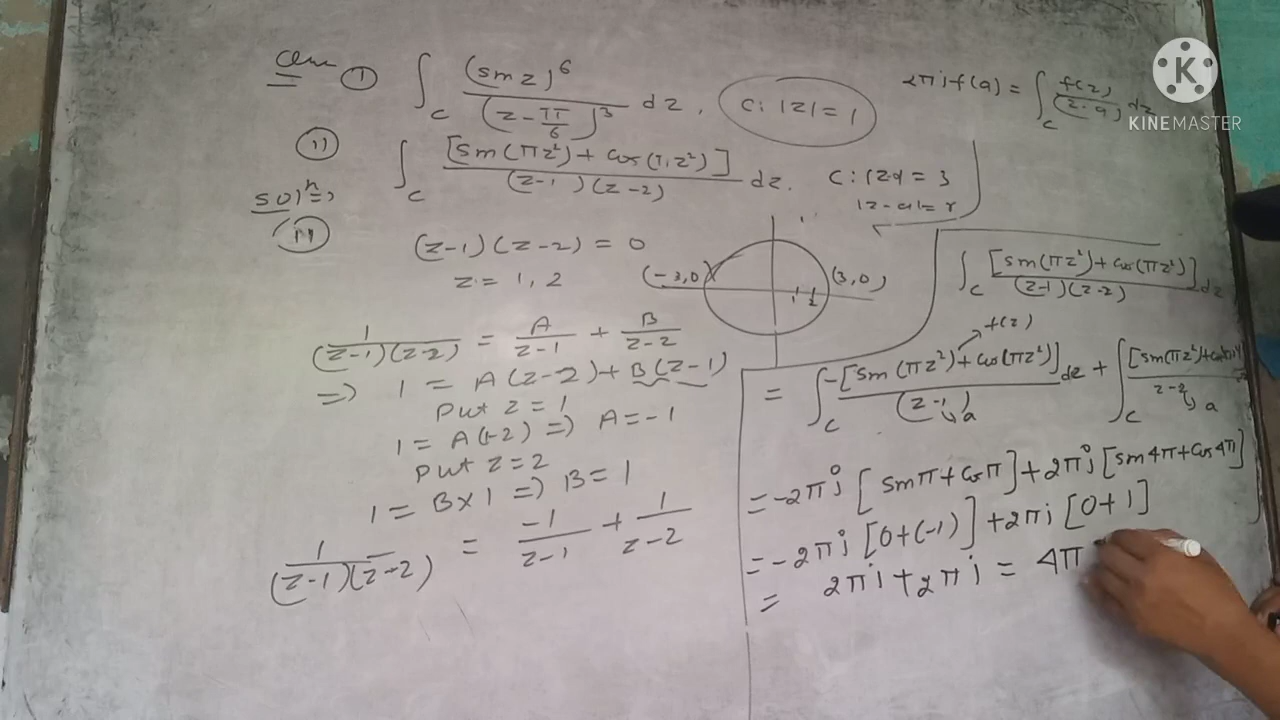 Ques (i) ∫_C (sin z)^6 / (z - π/6)^3 dz, C: |z| = 1
(ii) ∫_C [sin(πz²) + cos(πz²)] / (z-1)(z-2) dz. C: |z| = 3
|z-a| = r
2πi f(a) = ∫_C f(z)/(z-a) dz
KINEMASTER
Solⁿ ⇒
(ii)
(z-1)(z-2) = 0
z = 1, 2
(-3,0) (3,0)
1 2
1/(z-1)(z-2) = A/(z-1) + B/(z-2)
⇒ 1 = A(z-2) + B(z-1)
Put z = 1
1 = A(1-2) ⇒ A = -1
Put z = 2
1 = B×1 ⇒ B = 1
1/(z-1)(z-2) = -1/(z-1) + 1/(z-2)
∫_C [sin(πz²) + cos(πz²)] / (z-1)(z-2) dz
f(z)
= ∫_C -[sin(πz²) + cos(πz²)] / (z-1) dz + ∫_C [sin(πz²) + cos(πz²)] / z-2
a a
= -2πi [sin π + cos π] + 2πi [sin 4π + cos 4π]
= -2πi [0 + (-1)] + 2πi [0 + 1]
= 2πi + 2πi = 4π